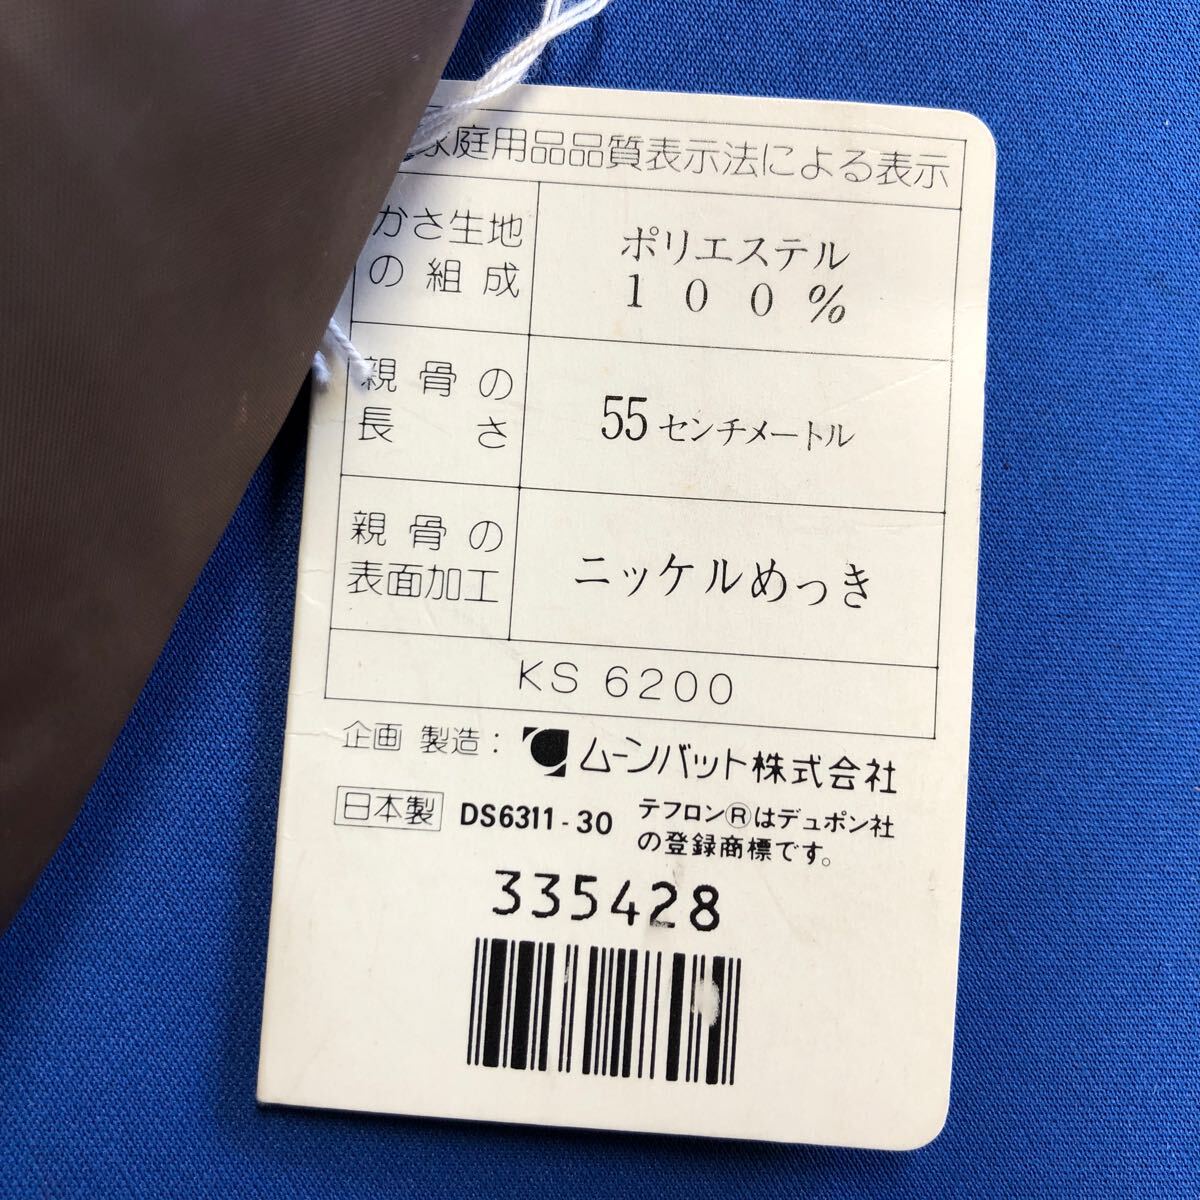 家庭用品品質表示法による表示
かさ生地
の組成
ポリエステル
100%
親骨の
長さ
55センチメートル
親骨の
表面加工
ニッケルめっき
KS 6200
企画 製造: ムーンバット株式会社
日本製 DS6311-30 テフロン®はデュポン社
の登録商標です。
335428